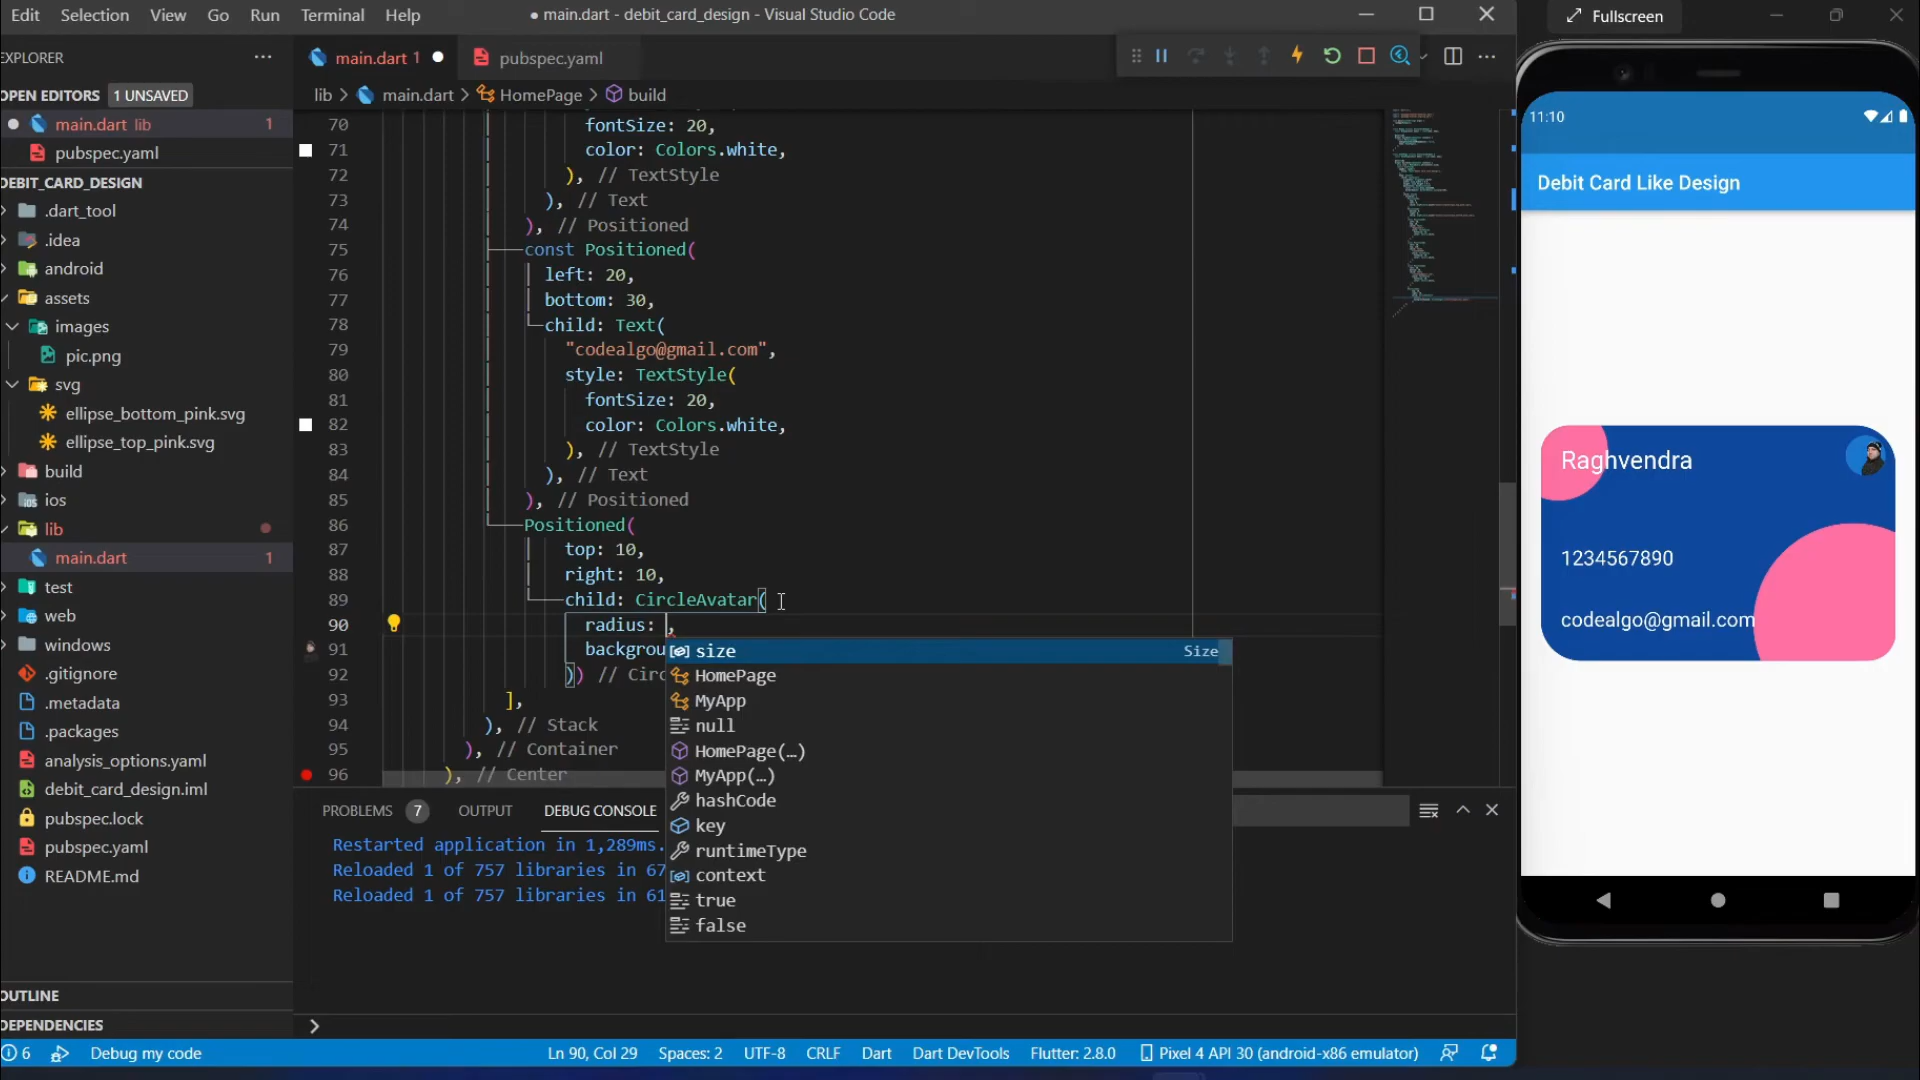 Edit Selection View Go Run Terminal Help
● main.dart - debit_card_design - Visual Studio Code
Fullscreen
EXPLORER
OPEN EDITORS 1 UNSAVED
main.dart lib 1
pubspec.yaml
DEBIT_CARD_DESIGN
.dart_tool
.idea
android
assets
images
pic.png
svg
ellipse_bottom_pink.svg
ellipse_top_pink.svg
build
ios
lib
main.dart 1
test
web
windows
.gitignore
.metadata
.packages
analysis_options.yaml
debit_card_design.iml
pubspec.lock
pubspec.yaml
README.md
OUTLINE
DEPENDENCIES
main.dart 1 ●
pubspec.yaml
lib > main.dart > HomePage > build
70 fontSize: 20,
71 color: Colors.white,
72 ), // TextStyle
73 ), // Text
74 ), // Positioned
75 const Positioned(
76 left: 20,
77 bottom: 30,
78 child: Text(
79 "codealgo@gmail.com",
80 style: TextStyle(
81 fontSize: 20,
82 color: Colors.white,
83 ), // TextStyle
84 ), // Text
85 ), // Positioned
86 Positioned(
87 top: 10,
88 right: 10,
89 child: CircleAvatar(
90 radius: ,
91 backgrou
92 )) // Circ
93 ],
94 ), // Stack
95 ), // Container
96 ), // Center
size Size
HomePage
MyApp
null
HomePage(…)
MyApp(…)
hashCode
key
runtimeType
context
true
false
PROBLEMS 7 OUTPUT DEBUG CONSOLE
Restarted application in 1,289ms.
Reloaded 1 of 757 libraries in 67
Reloaded 1 of 757 libraries in 61
6 Debug my code Ln 90, Col 29 Spaces: 2 UTF-8 CRLF Dart Dart DevTools Flutter: 2.8.0 Pixel 4 API 30 (android-x86 emulator)
11:10
Debit Card Like Design
Raghvendra
1234567890
codealgo@gmail.com